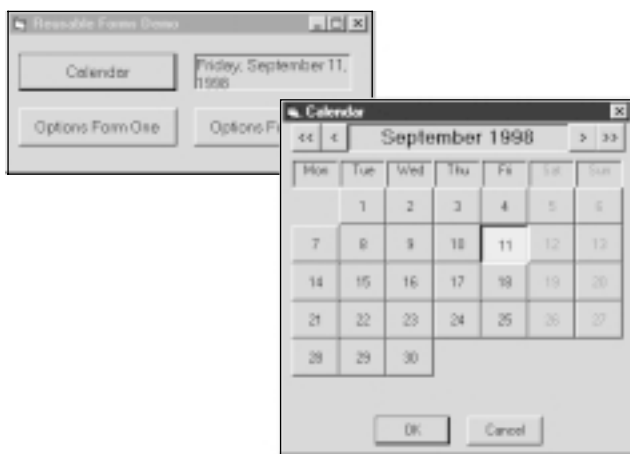 Reusable Forms Demo
Calendar
Friday, September 11,
1998
Options Form One
Options F
Calendar
<< < September 1998 > >>
Mon Tue Wed Thu Fri Sat Sun
1 2 3 4 5 6
7 8 9 10 11 12 13
14 15 16 17 18 19 20
21 22 23 24 25 26 27
28 29 30
OK Cancel